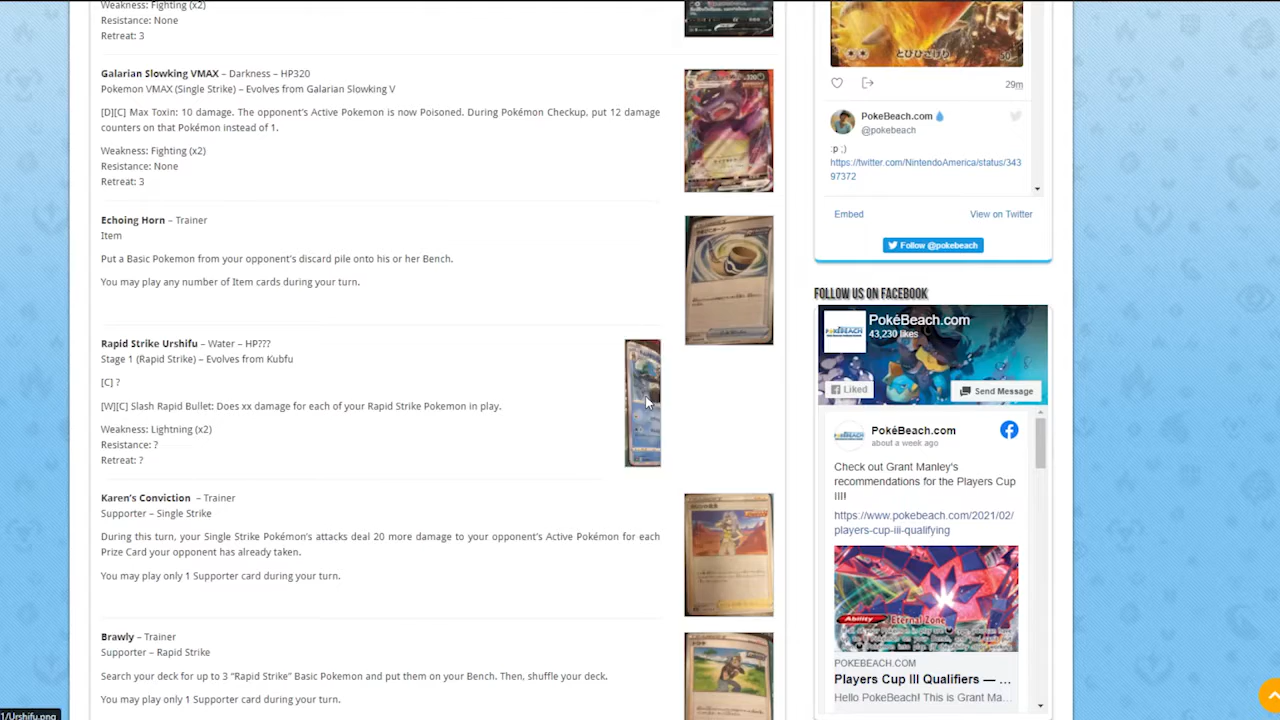 Weakness: Fighting (x2)
Resistance: None
Retreat: 3
Galarian Slowking VMAX – Darkness – HP320
Pokemon VMAX (Single Strike) – Evolves from Galarian Slowking V
[D][C] Max Toxin: 10 damage. The opponent's Active Pokemon is now Poisoned. During Pokémon Checkup, put 12 damage
counters on that Pokémon instead of 1.
Weakness: Fighting (x2)
Resistance: None
Retreat: 3
Echoing Horn – Trainer
Item
Put a Basic Pokemon from your opponent's discard pile onto his or her Bench.
You may play any number of Item cards during your turn.
Rapid Strike Urshifu – Water – HP???
Stage 1 (Rapid Strike) – Evolves from Kubfu
[C] ?
[W][C] Slash Rapid Bullet: Does xx damage for each of your Rapid Strike Pokemon in play.
Weakness: Lightning (x2)
Resistance: ?
Retreat: ?
Karen's Conviction – Trainer
Supporter – Single Strike
During this turn, your Single Strike Pokémon's attacks deal 20 more damage to your opponent's Active Pokémon for each
Prize Card your opponent has already taken.
You may play only 1 Supporter card during your turn.
Brawly – Trainer
Supporter – Rapid Strike
Search your deck for up to 3 "Rapid Strike" Basic Pokemon and put them on your Bench. Then, shuffle your deck.
You may play only 1 Supporter card during your turn.
1/Urshifu.png
29m
PokeBeach.com
@pokebeach
:p ;)
https://twitter.com/NintendoAmerica/status/343
97372
Embed
View on Twitter
Follow @pokebeach
FOLLOW US ON FACEBOOK
PokéBeach.com
43,230 likes
Liked
Send Message
PokéBeach.com
about a week ago
Check out Grant Manley's
recommendations for the Players Cup
III!
https://www.pokebeach.com/2021/02/
players-cup-iii-qualifying
Ability
Eternal Zone
POKEBEACH.COM
Players Cup III Qualifiers — ...
Hello PokeBeach! This is Grant Ma...